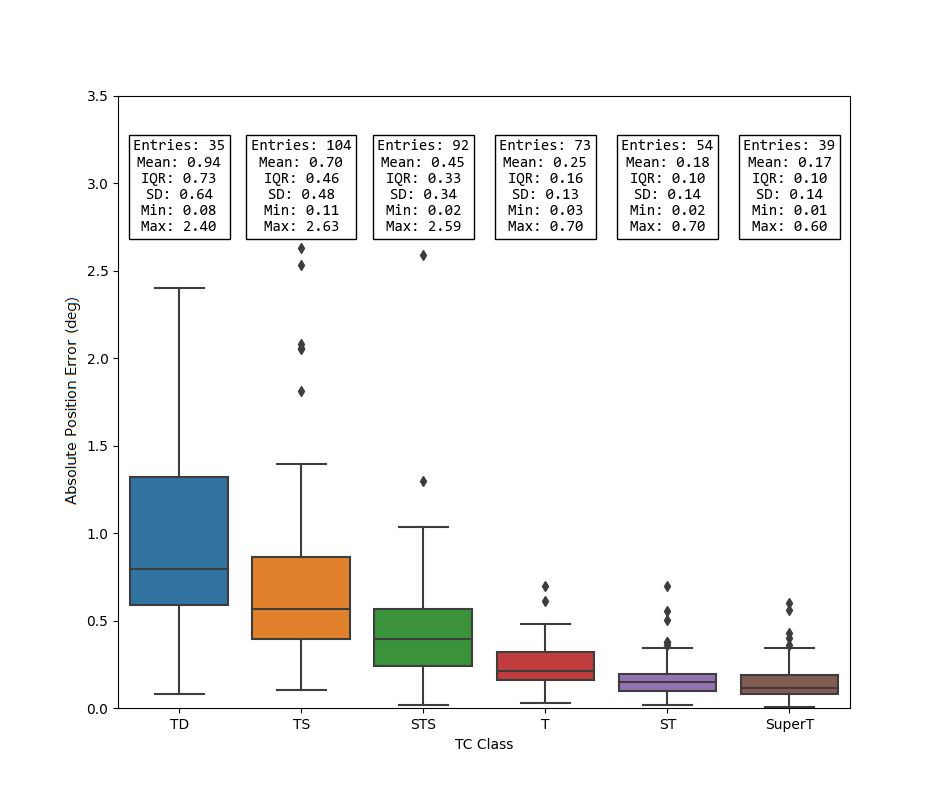 3.5
3.0
2.5
2.0
1.5
1.0
0.5
0.0
Absolute Position Error (deg)
Entries: 35
Mean: 0.94
IQR: 0.73
SD: 0.64
Min: 0.08
Max: 2.40
Entries: 104
Mean: 0.70
IQR: 0.46
SD: 0.48
Min: 0.11
Max: 2.63
Entries: 92
Mean: 0.45
IQR: 0.33
SD: 0.34
Min: 0.02
Max: 2.59
Entries: 73
Mean: 0.25
IQR: 0.16
SD: 0.13
Min: 0.03
Max: 0.70
Entries: 54
Mean: 0.18
IQR: 0.10
SD: 0.14
Min: 0.02
Max: 0.70
Entries: 39
Mean: 0.17
IQR: 0.10
SD: 0.14
Min: 0.01
Max: 0.60
TD TS STS T ST SuperT
TC Class